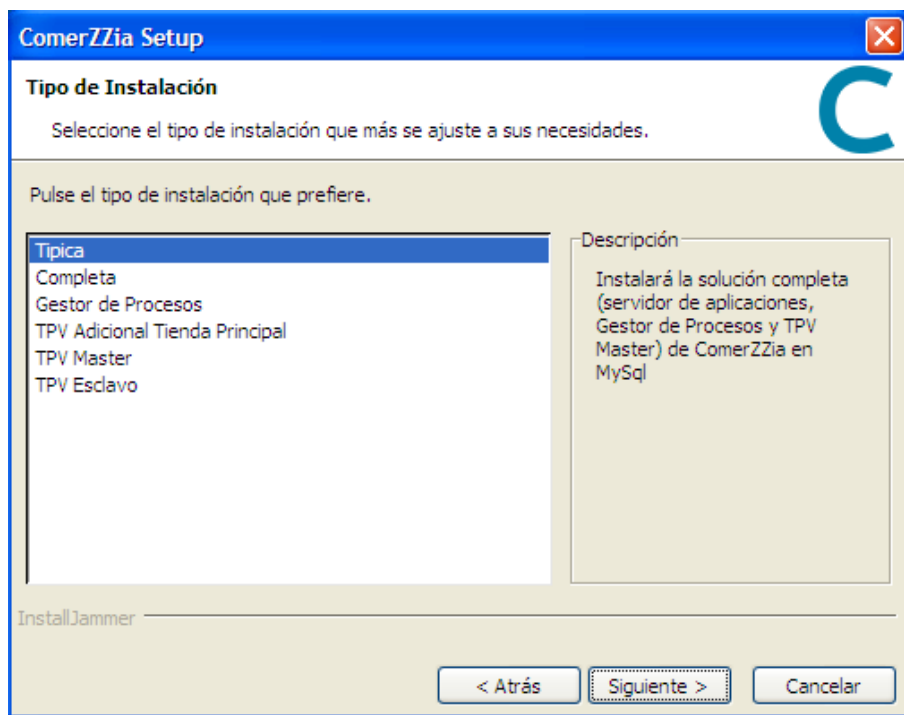 ComerZZia Setup
Tipo de Instalación
Seleccione el tipo de instalación que más se ajuste a sus necesidades.
Pulse el tipo de instalación que prefiere.
Tipica
Completa
Gestor de Procesos
TPV Adicional Tienda Principal
TPV Master
TPV Esclavo
Descripción
Instalará la solución completa
(servidor de aplicaciones,
Gestor de Procesos y TPV
Master) de ComerZZia en
MySql
InstallJammer
< Atrás
Siguiente >
Cancelar